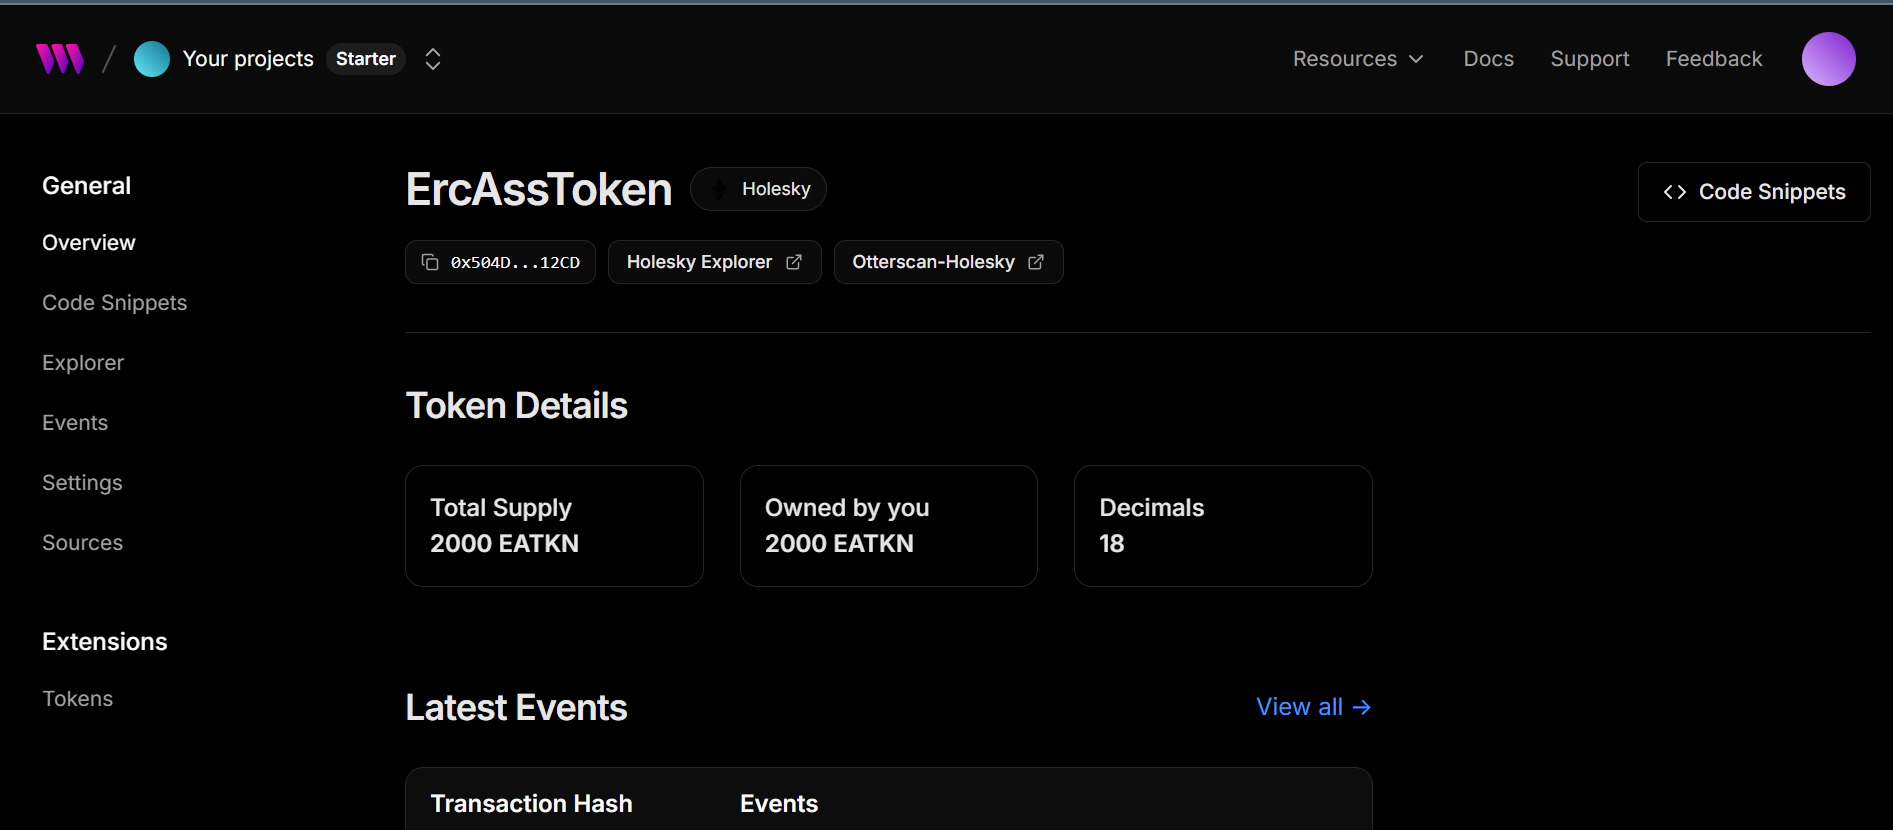 Your projects Starter
Resources Docs Support Feedback
General
Overview
Code Snippets
Explorer
Events
Settings
Sources
Extensions
Tokens
ErcAssToken Holesky
Code Snippets
0x504D...12CD Holesky Explorer Otterscan-Holesky
Token Details
Total Supply
2000 EATKN
Owned by you
2000 EATKN
Decimals
18
Latest Events
View all
Transaction Hash Events